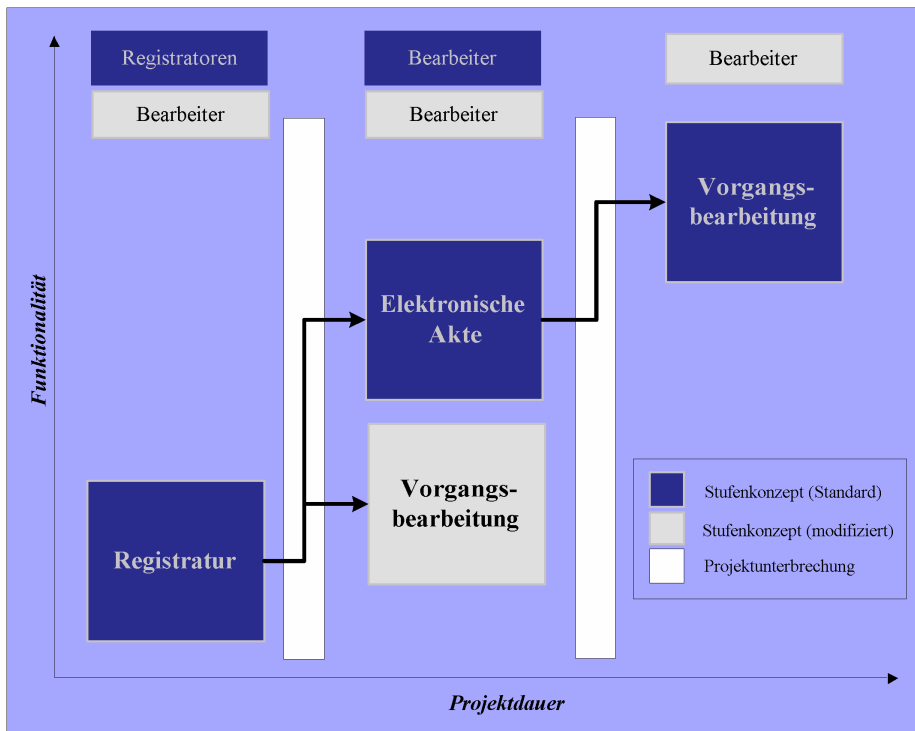 Registratoren
Bearbeiter
Bearbeiter
Bearbeiter
Bearbeiter
Vorgangs-
bearbeitung
Elektronische
Akte
Vorgangs-
bearbeitung
Registratur
Funktionalität
Projektdauer
Stufenkonzept (Standard)
Stufenkonzept (modifiziert)
Projektunterbrechung